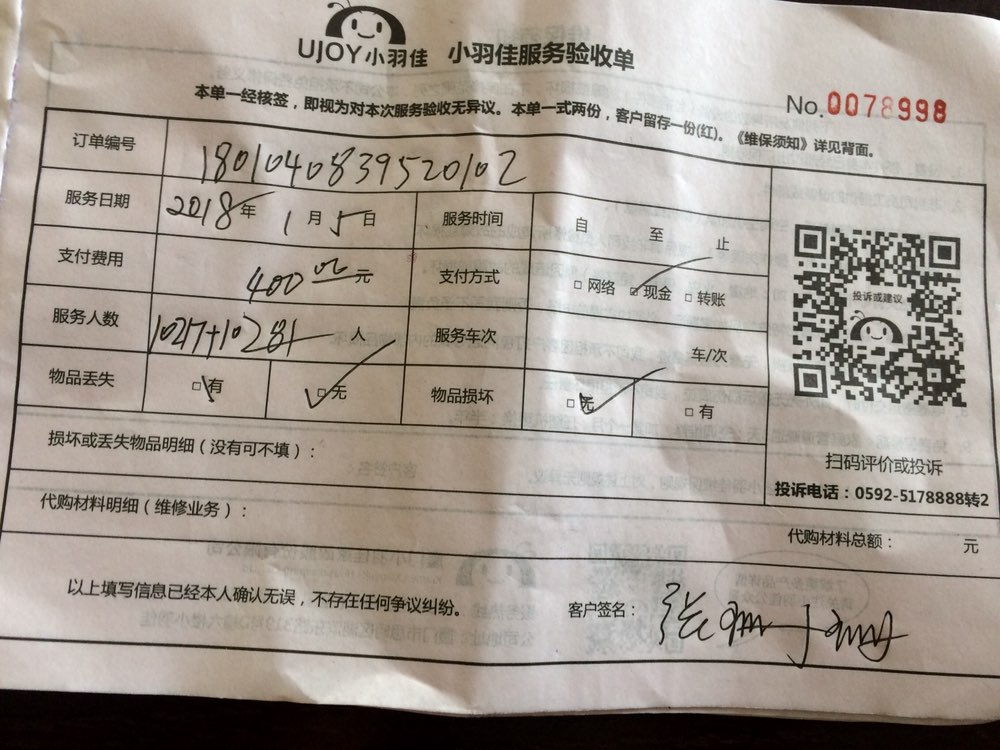 UJOY小羽佳 小羽佳服务验收单
No.0078998
本单一经核签，即视为对本次服务验收无异议。本单一式两份，客户留存一份(红)。《维保须知》详见背面。
订单编号 1801040839520102
服务日期 2018年 1月 5日 服务时间 自 至 止
支付费用 400 元 支付方式 □网络 □现金 □转账
服务人数 人 服务车次 车/次
物品丢失 □有 □无 物品损坏 □无 □有
投诉或建议
扫码评价或投诉
投诉电话：0592-5178888转2
损坏或丢失物品明细（没有可不填）：
代购材料明细（维修业务）：
代购材料总额： 元
以上填写信息已经本人确认无误，不存在任何争议纠纷。 客户签名：